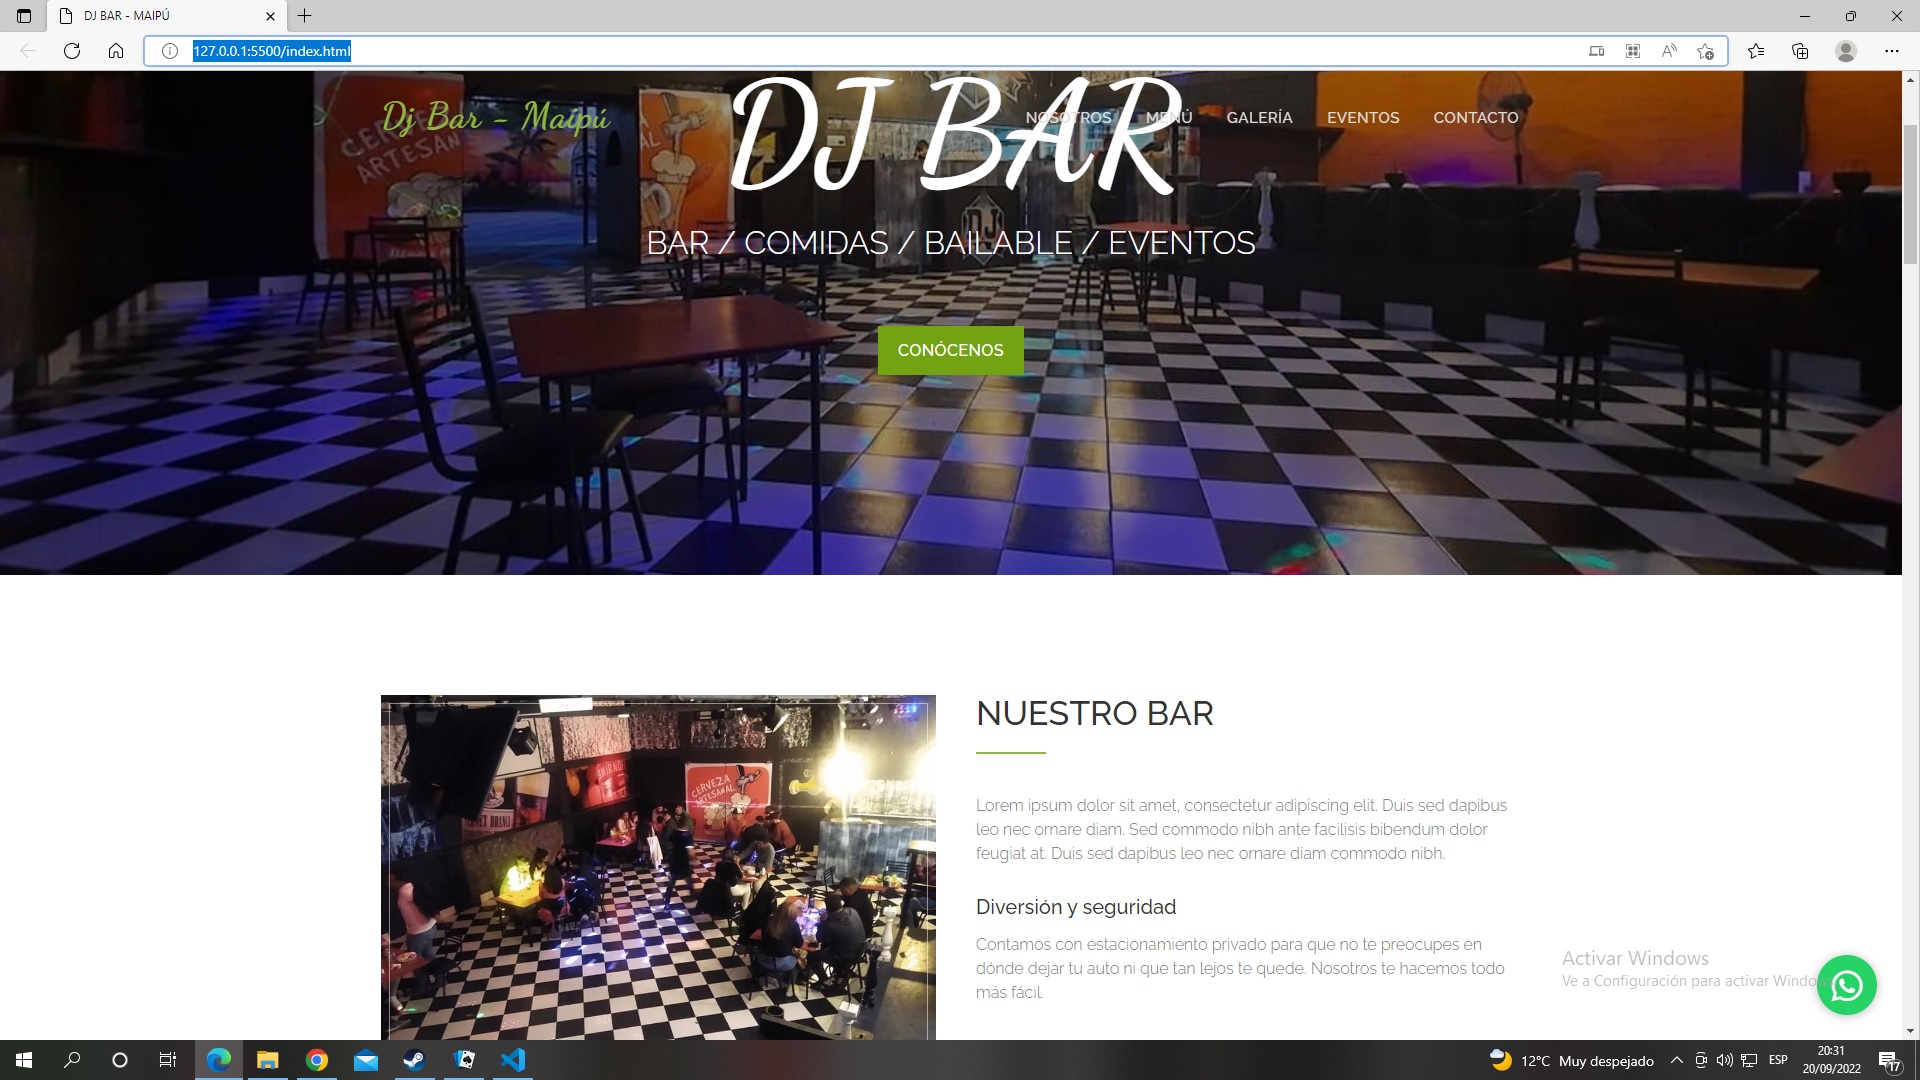 DJ BAR - MAIPÚ
127.0.0.1:5500/index.html
Dj Bar - Maipú
NOSOTROS MENÚ GALERÍA EVENTOS CONTACTO
DJ BAR
CERVEZA
ARTESANAL
BAR / COMIDAS / BAILABLE / EVENTOS
CONÓCENOS
NUESTRO BAR
CERVEZA
ARTESANAL
Lorem ipsum dolor sit amet, consectetur adipiscing elit. Duis sed dapibus
leo nec ornare diam. Sed commodo nibh ante facilisis bibendum dolor
feugiat at. Duis sed dapibus leo nec ornare diam commodo nibh.
Diversión y seguridad
Contamos con estacionamiento privado para que no te preocupes en
dónde dejar tu auto ni que tan lejos te quede. Nosotros te hacemos todo
más fácil.
Activar Windows
Ve a Configuración para activar Windows.
12°C Muy despejado
ESP
20:31
20/09/2022
17